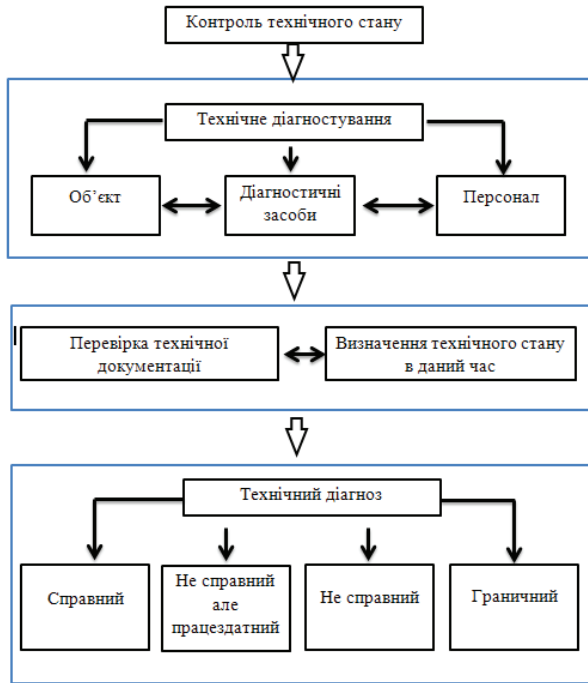 Контроль технічного стану
Технічне діагностування
Об’єкт
Діагностичні
засоби
Персонал
Перевірка технічної
документації
Визначення технічного стану
в даний час
Технічний діагноз
Справний
Не справний
але
працездатний
Не справний
Граничний